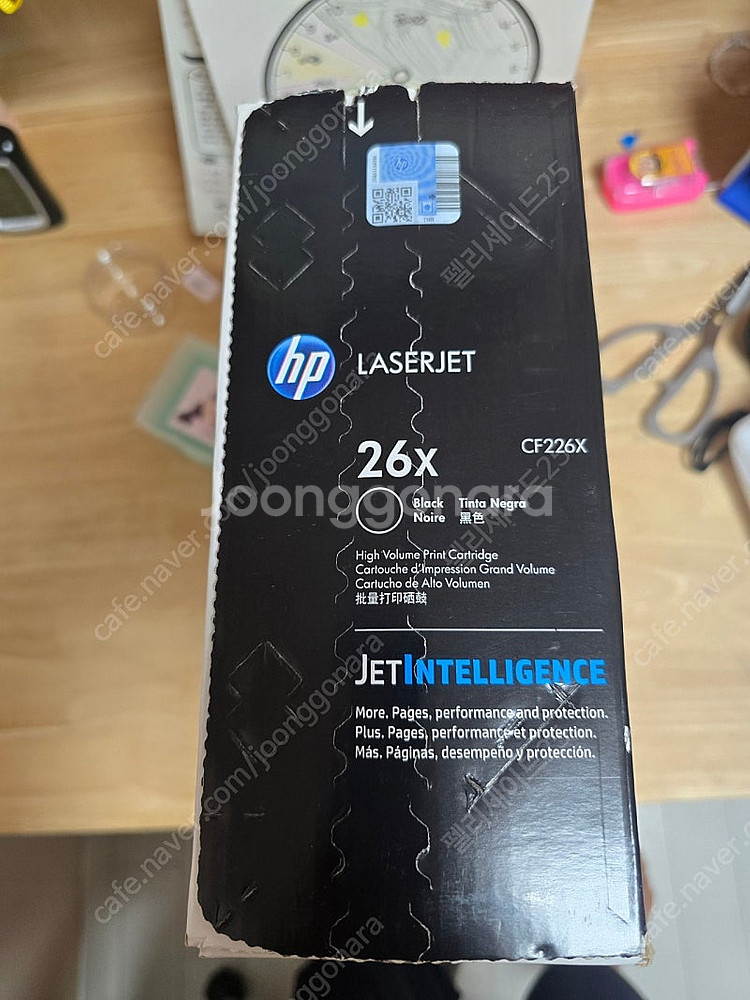 hp
LASERJET
26X
CF226X
Black Tinta Negra
Noire 黑色
joonggonara
High Volume Print Cartridge
Cartouche d'Impression Grand Volume
Cartucho de Alto Volumen
批量打印硒鼓
JETINTELLIGENCE
More. Pages, performance and protection.
Plus. Pages, performance et protection.
Más. Páginas, desempeño y protección.
cafe.naver.com/joonggonara
펠리세이드25